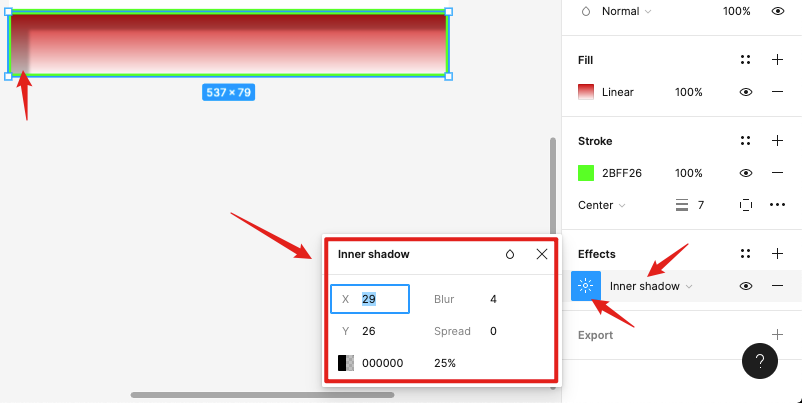 Normal 100%
Fill
Linear 100%
537 × 79
Stroke
2BFF26 100%
Center 7
Inner shadow
Effects
X 29 Blur 4
Inner shadow
Y 26 Spread 0
Export
000000 25%
?